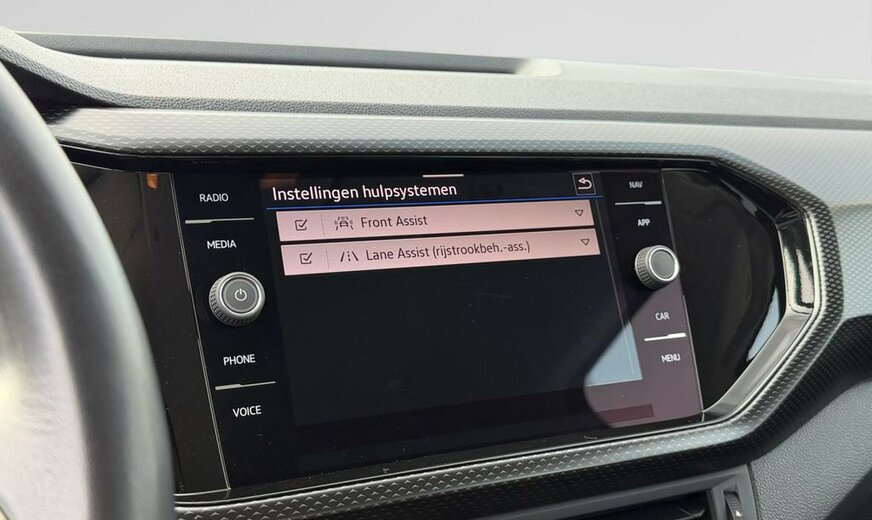 RADIO
MEDIA
PHONE
VOICE
Instellingen hulpsystemen
Front Assist
Lane Assist (rijstrookbeh.-ass.)
NAV
APP
CAR
MENU